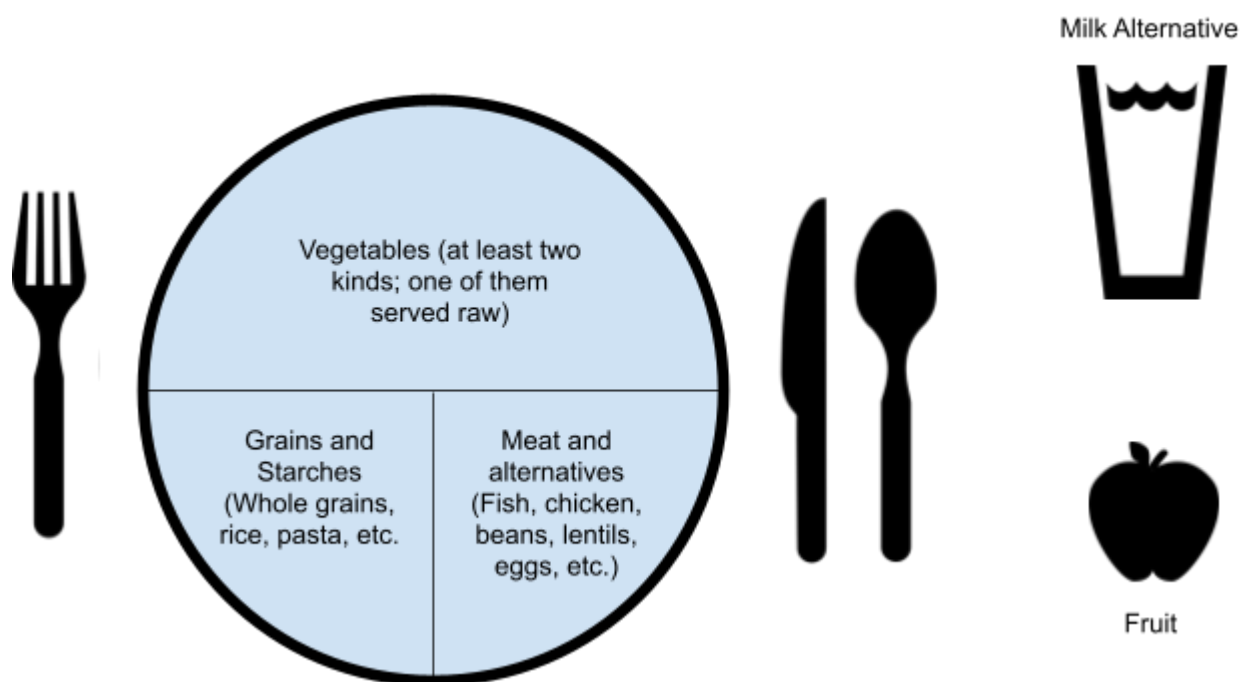 Milk Alternative
Vegetables (at least two
kinds; one of them
served raw)
Grains and
Starches
(Whole grains,
rice, pasta, etc.
Meat and
alternatives
(Fish, chicken,
beans, lentils,
eggs, etc.)
Fruit